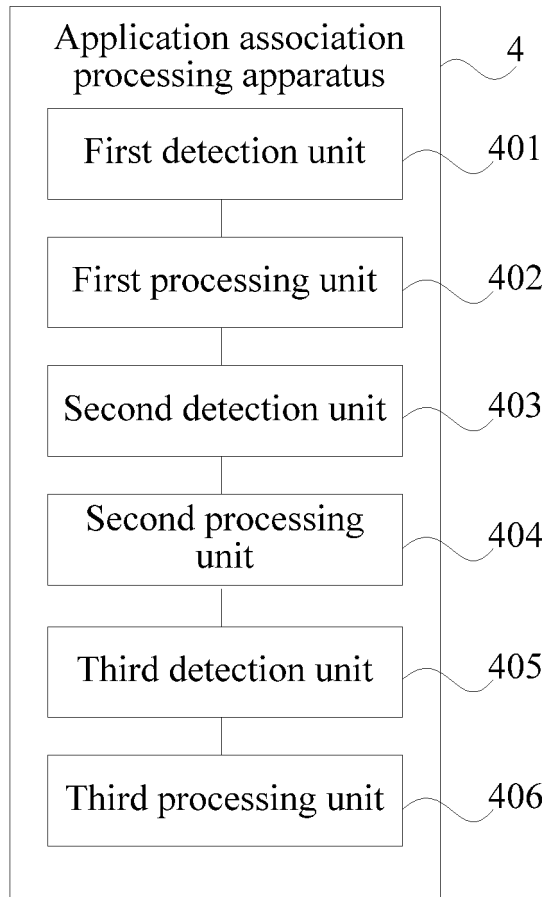 Application association
processing apparatus
4
First detection unit
401
First processing unit
402
Second detection unit
403
Second processing
unit
404
Third detection unit
405
Third processing unit
406